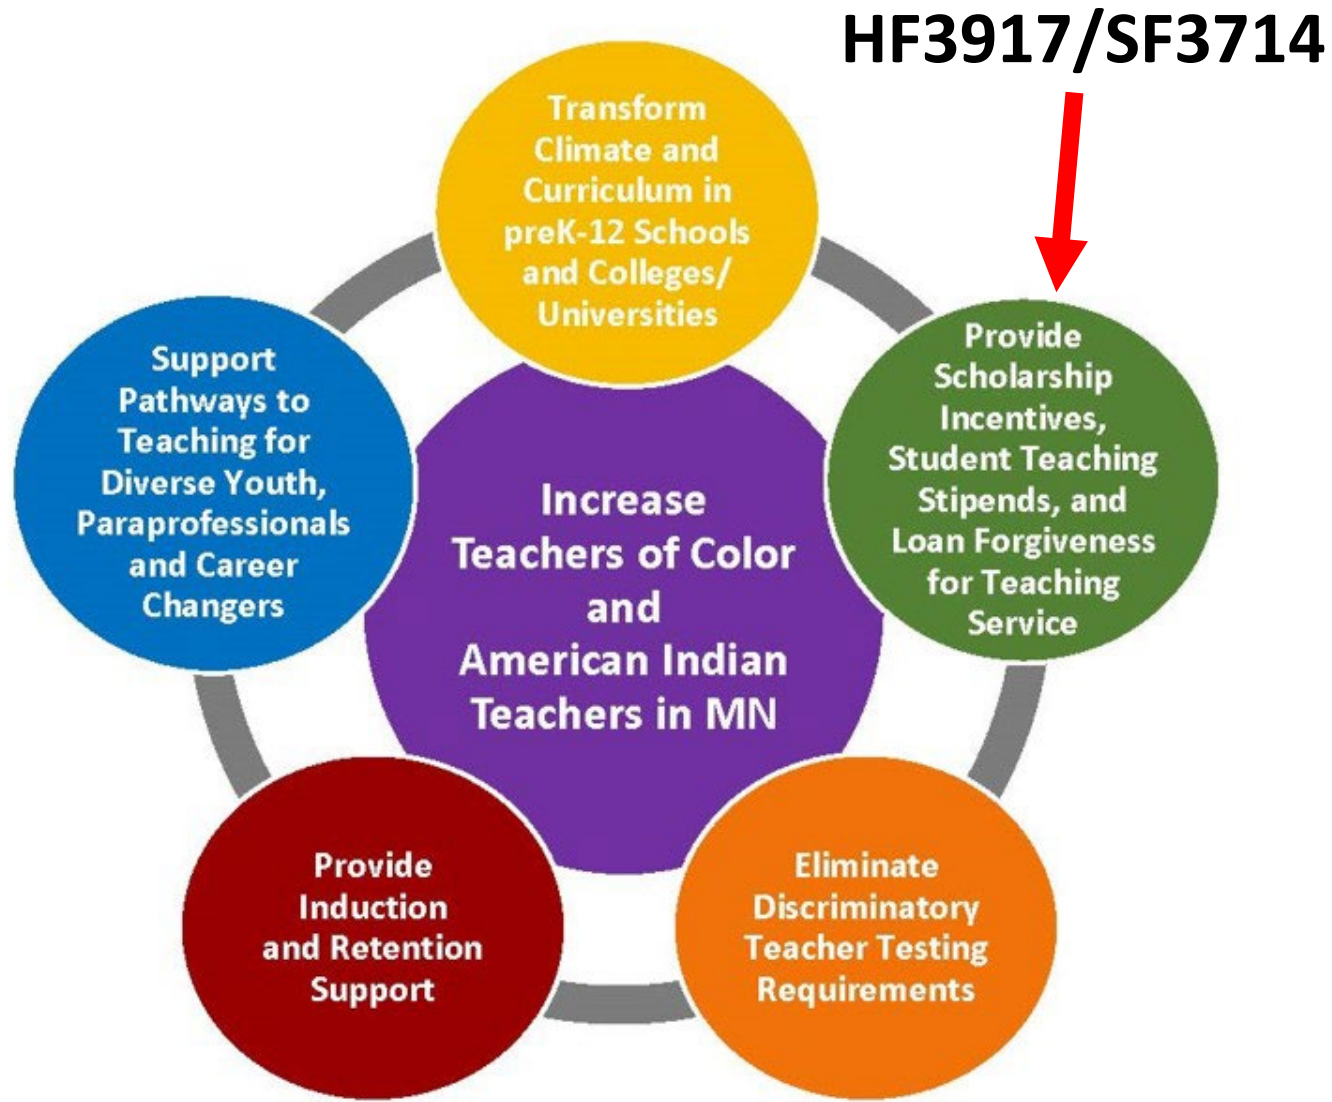 HF3917/SF3714
Transform
Climate and
Curriculum in
preK-12 Schools
and Colleges/
Universities
Provide
Scholarship
Incentives,
Student Teaching
Stipends, and
Loan Forgiveness
for Teaching
Service
Eliminate
Discriminatory
Teacher Testing
Requirements
Provide
Induction
and Retention
Support
Support
Pathways to
Teaching for
Diverse Youth,
Paraprofessionals
and Career
Changers
Increase
Teachers of Color
and
American Indian
Teachers in MN